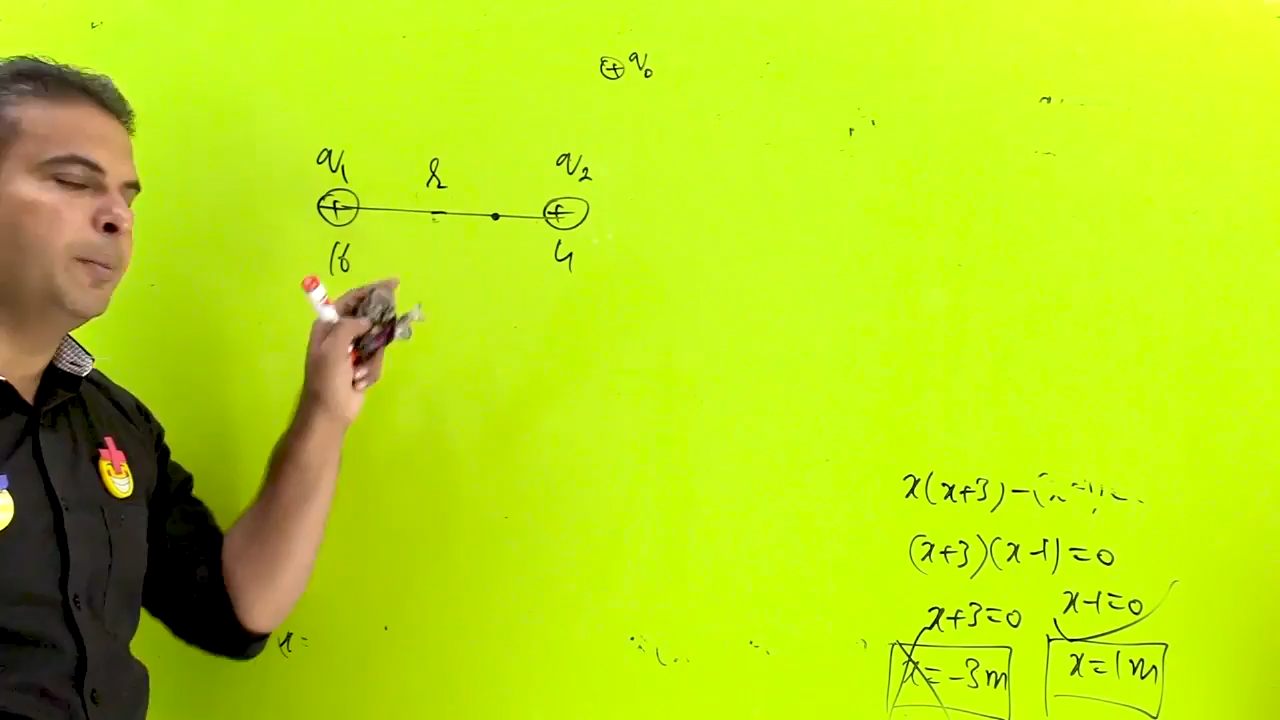 + q₀
q₁ r q₂
+ +
16 4
x(x+3)-
(x+3)(x-1)=0
x+3=0 x-1=0
x=-3m x=1m
x=